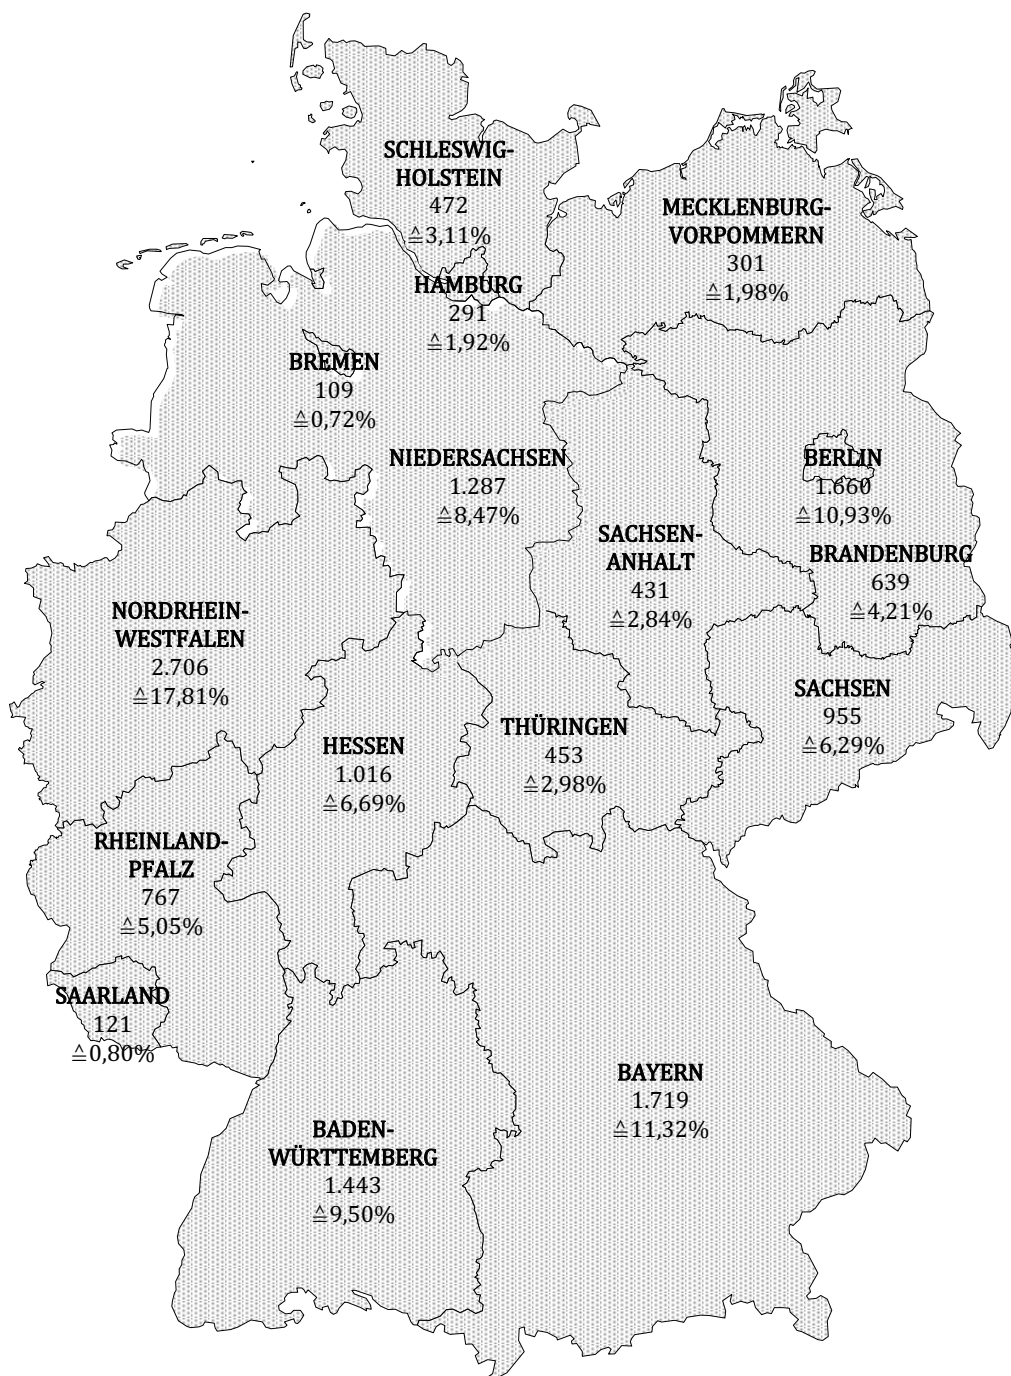 SCHLESWIG-
HOLSTEIN
472
≙3,11%
MECKLENBURG-
VORPOMMERN
301
≙1,98%
HAMBURG
291
≙1,92%
BREMEN
109
≙0,72%
NIEDERSACHSEN
1.287
≙8,47%
BERLIN
1.660
≙10,93%
SACHSEN-
ANHALT
431
≙2,84%
BRANDENBURG
639
≙4,21%
NORDRHEIN-
WESTFALEN
2.706
≙17,81%
SACHSEN
955
≙6,29%
HESSEN
1.016
≙6,69%
THÜRINGEN
453
≙2,98%
RHEINLAND-
PFALZ
767
≙5,05%
SAARLAND
121
≙0,80%
BAYERN
1.719
≙11,32%
BADEN-
WÜRTTEMBERG
1.443
≙9,50%